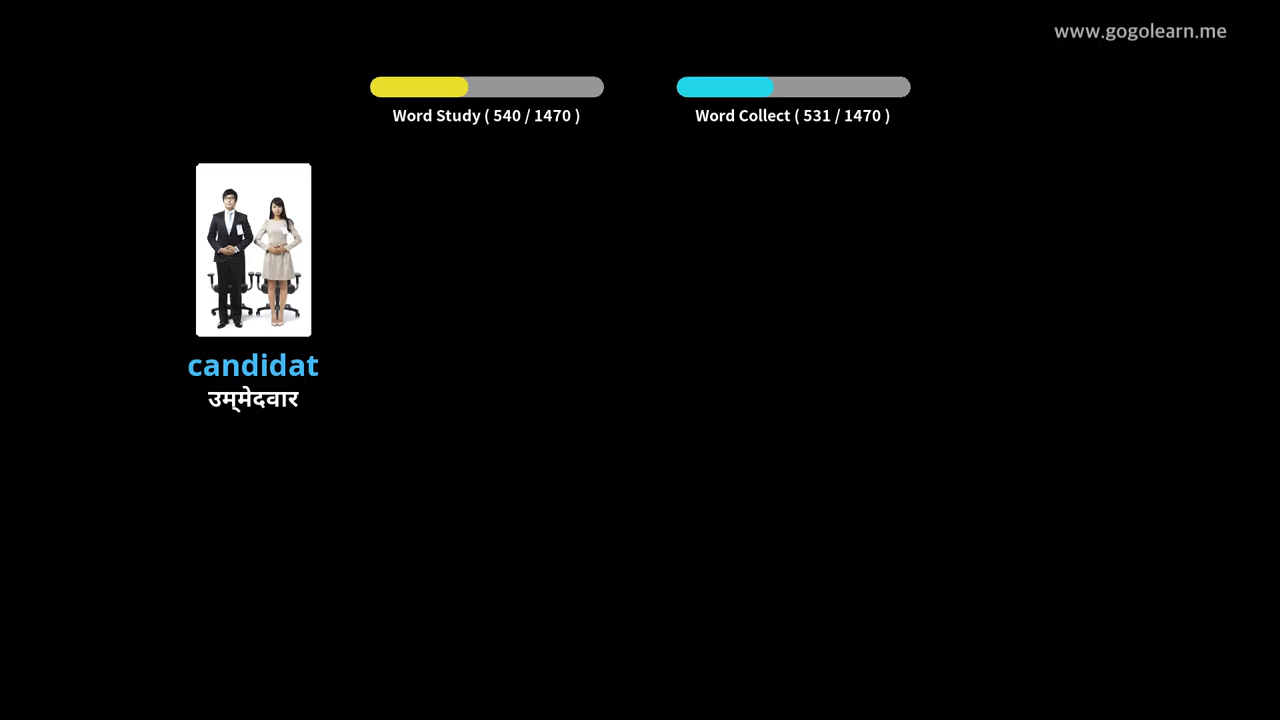 www.gogolearn.me
Word Study ( 540 / 1470 )
Word Collect ( 531 / 1470 )
candidat
उम्मेदवार